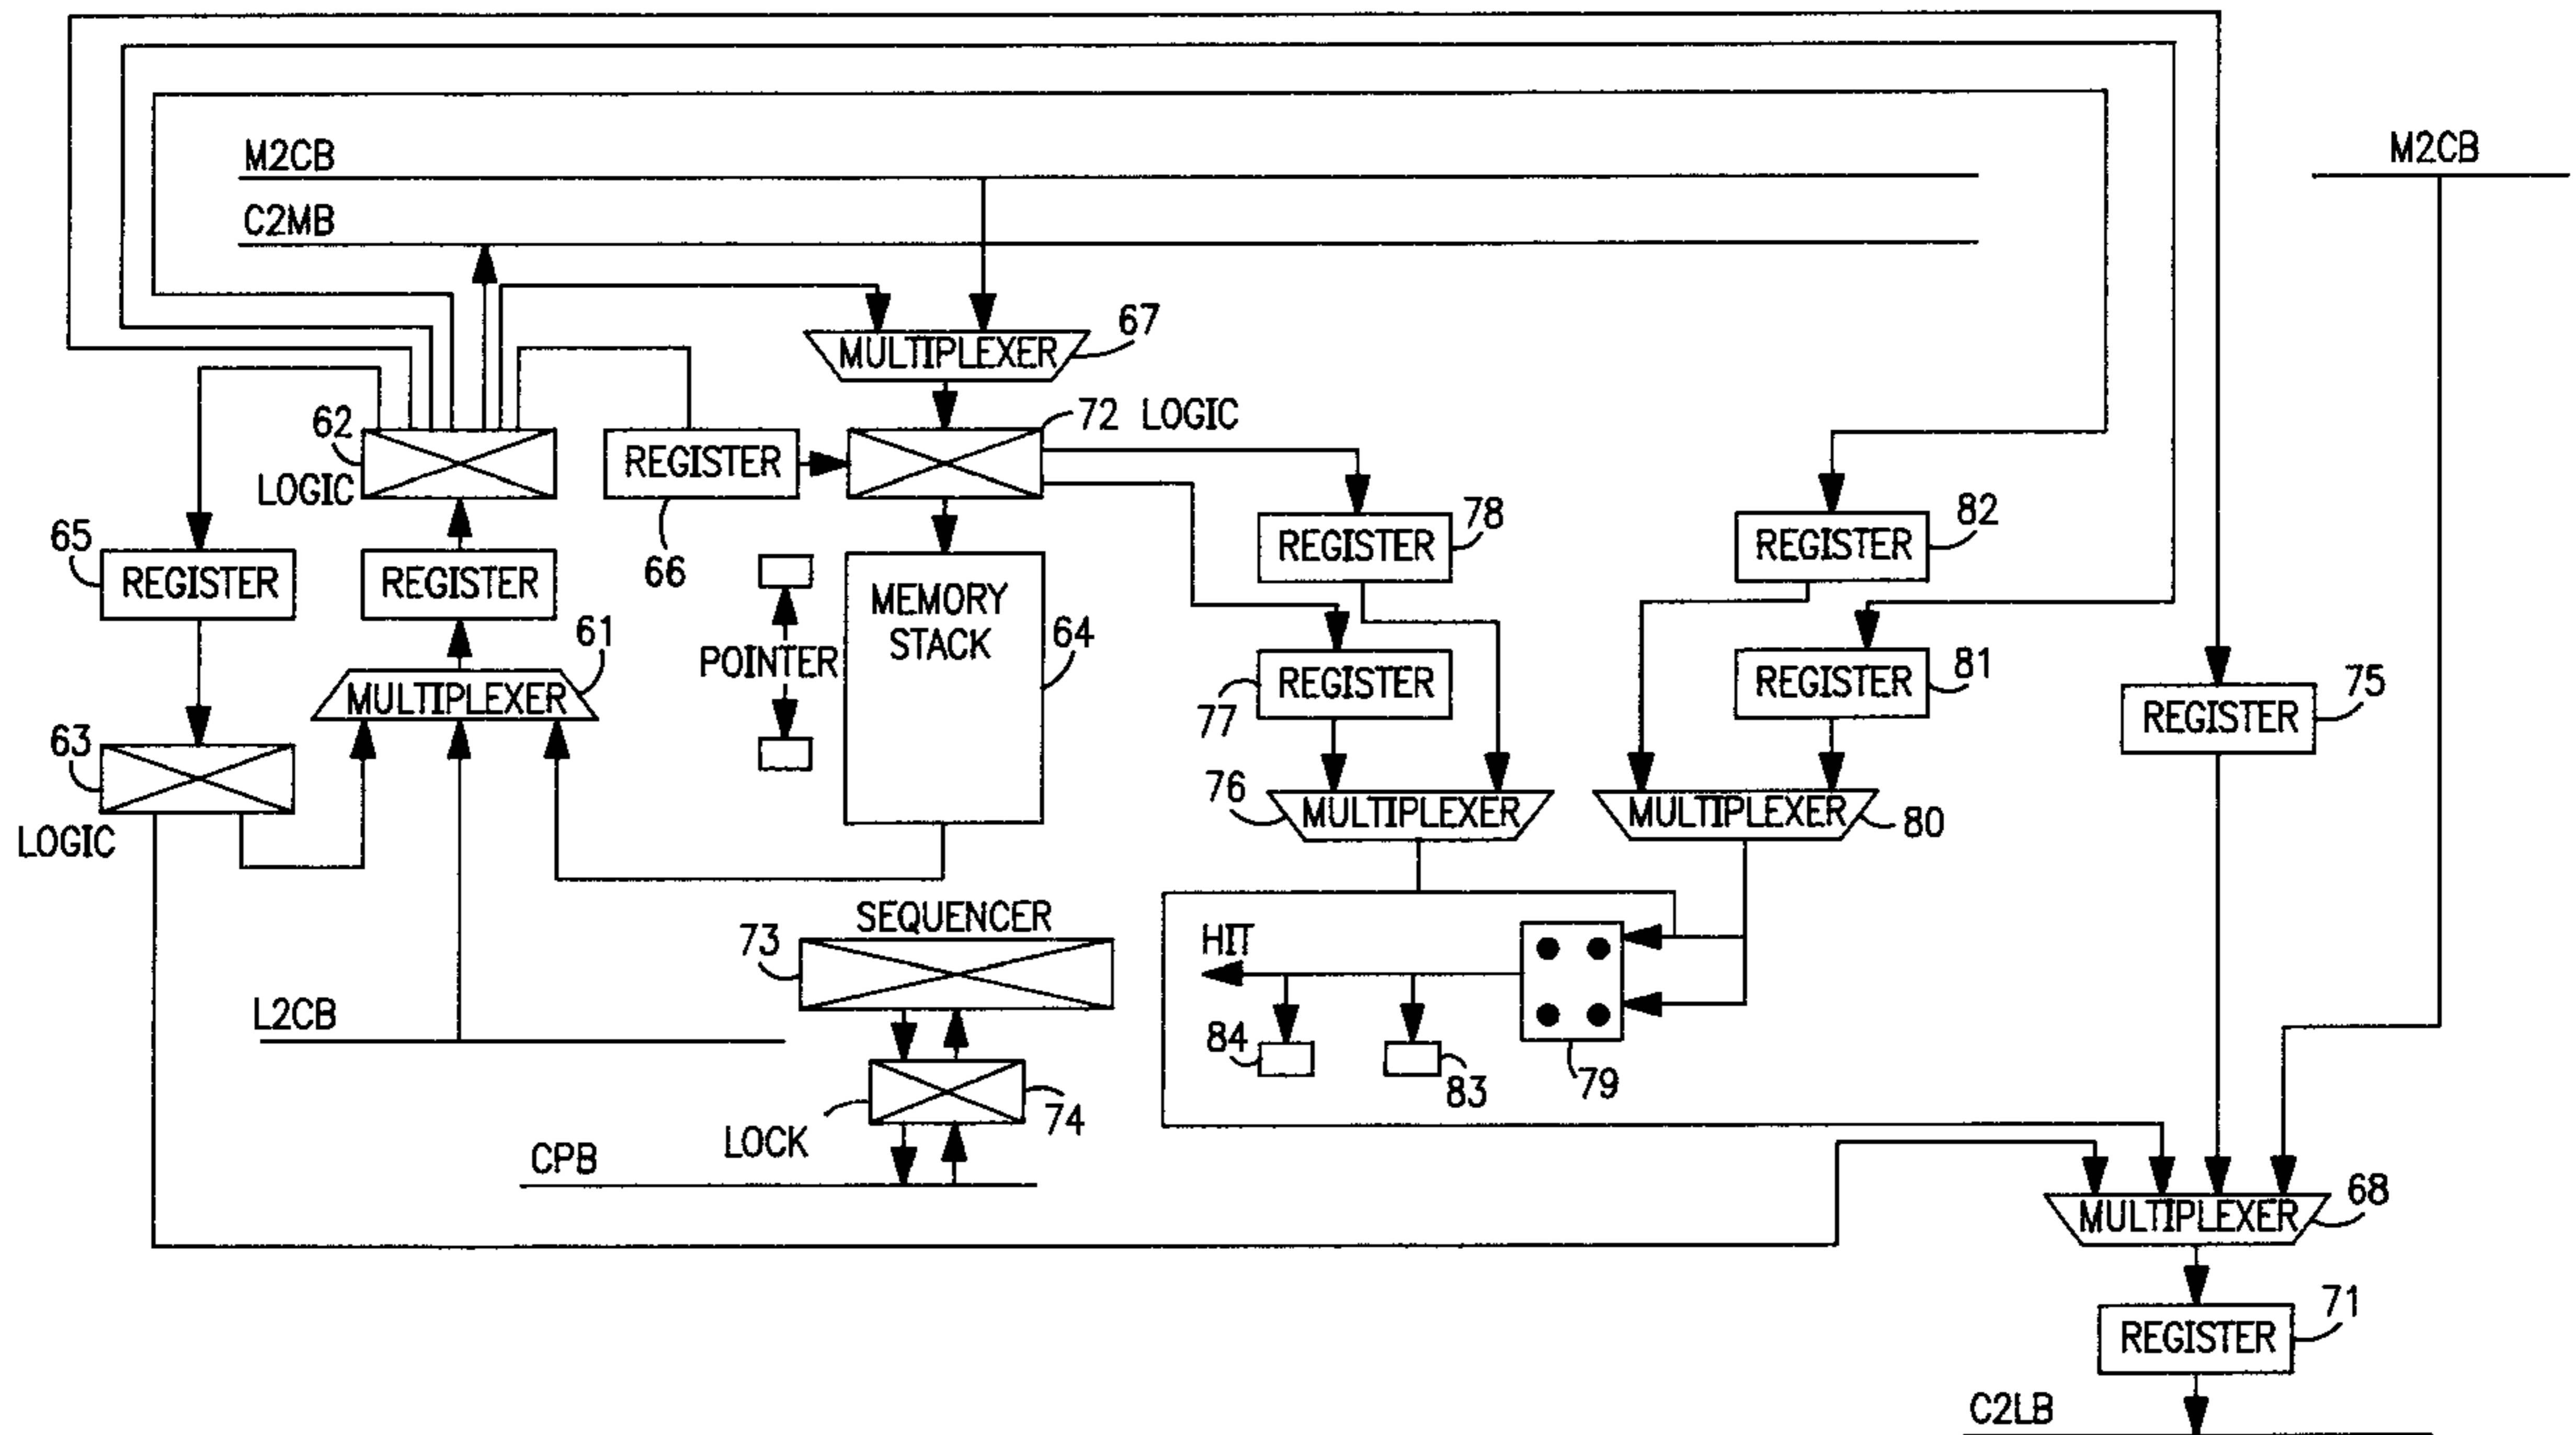 M2CB
M2CB
C2MB
67
MULTIPLEXER
62
LOGIC
REGISTER
66
72 LOGIC
65
REGISTER
REGISTER
61
MULTIPLEXER
63
LOGIC
POINTER
MEMORY
STACK
64
78
REGISTER
82
REGISTER
77
REGISTER
81
REGISTER
75
REGISTER
76
MULTIPLEXER
MULTIPLEXER
80
SEQUENCER
73
HIT
84
83
79
L2CB
LOCK
74
CPB
68
MULTIPLEXER
71
REGISTER
C2LB